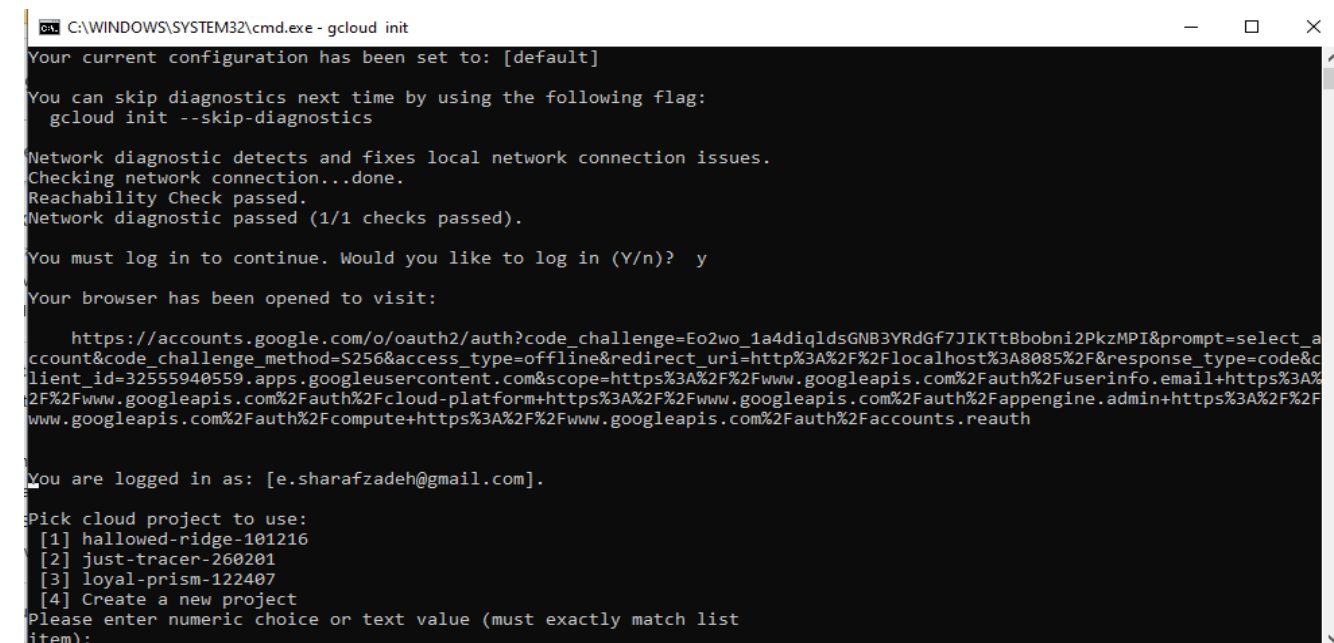 C:\WINDOWS\SYSTEM32\cmd.exe - gcloud init
Your current configuration has been set to: [default]
You can skip diagnostics next time by using the following flag:
gcloud init --skip-diagnostics
Network diagnostic detects and fixes local network connection issues.
Checking network connection...done.
Reachability Check passed.
Network diagnostic passed (1/1 checks passed).
You must log in to continue. Would you like to log in (Y/n)?  y
Your browser has been opened to visit:
https://accounts.google.com/o/oauth2/auth?code_challenge=Eo2wo_1a4diqldsGNB3YRdGf7JIKTtBbobni2PkzMPI&prompt=select_a
ccount&code_challenge_method=S256&access_type=offline&redirect_uri=http%3A%2F%2Flocalhost%3A8085%2F&response_type=code&c
lient_id=32555940559.apps.googleusercontent.com&scope=https%3A%2F%2Fwww.googleapis.com%2Fauth%2Fuserinfo.email+https%3A%
2F%2Fwww.googleapis.com%2Fauth%2Fcloud-platform+https%3A%2F%2Fwww.googleapis.com%2Fauth%2Fappengine.admin+https%3A%2F%2F
www.googleapis.com%2Fauth%2Fcompute+https%3A%2F%2Fwww.googleapis.com%2Fauth%2Faccounts.reauth
You are logged in as: [e.sharafzadeh@gmail.com].
Pick cloud project to use:
[1] hallowed-ridge-101216
[2] just-tracer-260201
[3] loyal-prism-122407
[4] Create a new project
Please enter numeric choice or text value (must exactly match list
item):